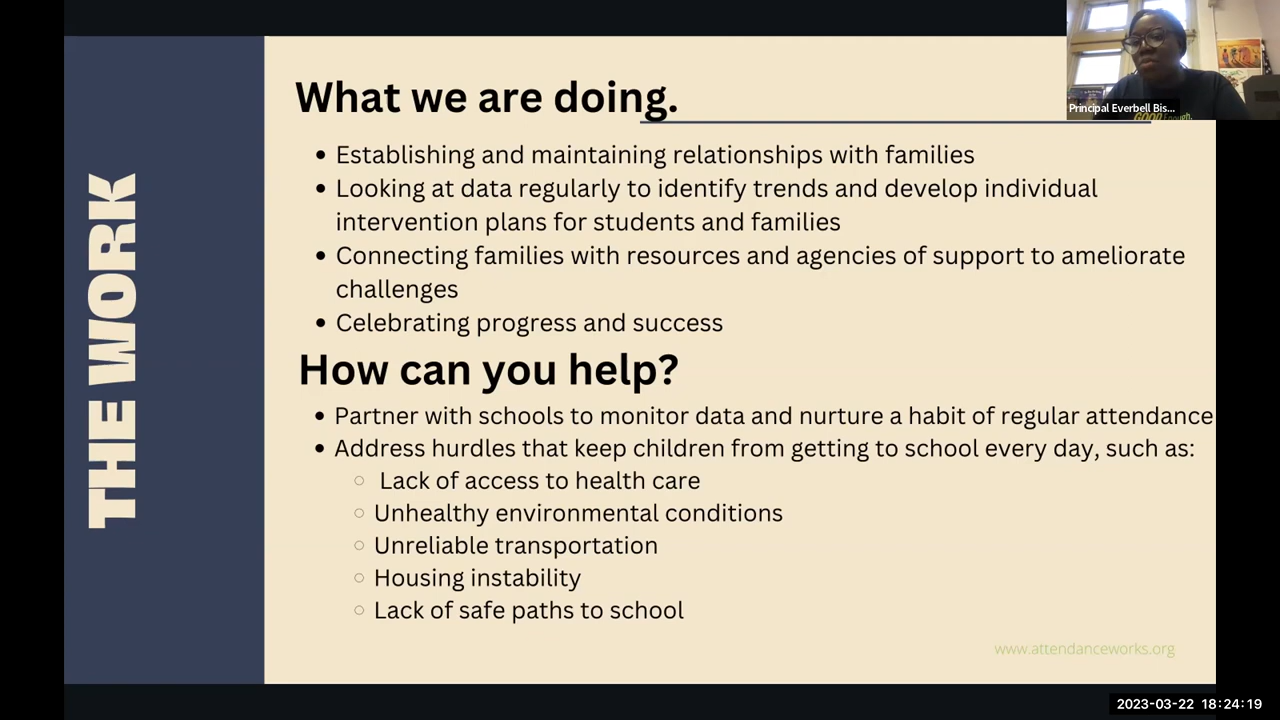 What we are doing.
Principal Everbell Bis...
GOOD Enough.
• Establishing and maintaining relationships with families
• Looking at data regularly to identify trends and develop individual
intervention plans for students and families
• Connecting families with resources and agencies of support to ameliorate
challenges
• Celebrating progress and success
THE WORK
How can you help?
• Partner with schools to monitor data and nurture a habit of regular attendance
• Address hurdles that keep children from getting to school every day, such as:
○ Lack of access to health care
○ Unhealthy environmental conditions
○ Unreliable transportation
○ Housing instability
○ Lack of safe paths to school
www.attendanceworks.org
2023-03-22 18:24:19